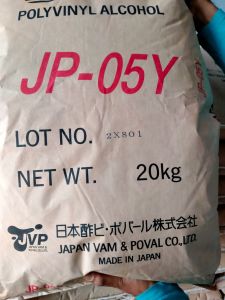 POLYVINYL ALCOHOL
JP-05Y
LOT NO. 2X801
NET WT. 20kg
JVP
日本酢ビ・ポバール株式会社
JAPAN VAM & POVAL CO.,LTD.
MADE IN JAPAN
JP-